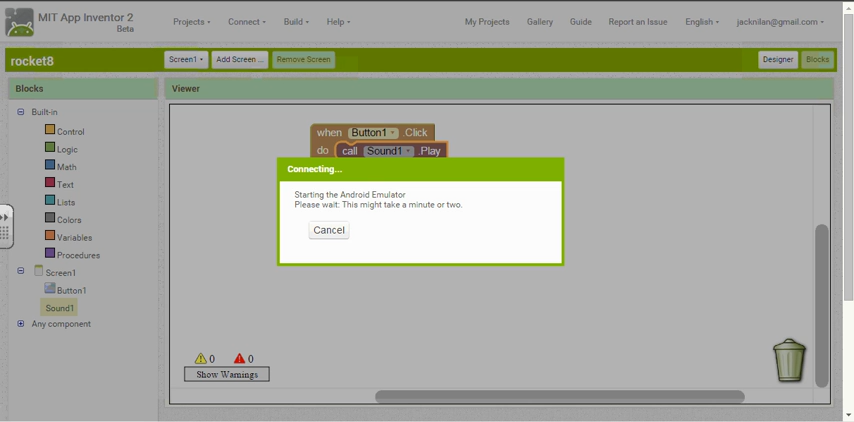 MIT App Inventor 2
Beta
Projects Connect Build Help My Projects Gallery Guide Report an Issue English jacknilan@gmail.com
rocket8 Screen1 Add Screen ... Remove Screen Designer Blocks
Blocks
Viewer
Built-in
Control
Logic
Math
Text
Lists
Colors
Variables
Procedures
Screen1
Button1
Sound1
Any component
when Button1 .Click
do call Sound1 .Play
Connecting...
Starting the Android Emulator
Please wait: This might take a minute or two.
Cancel
0 0
Show Warnings